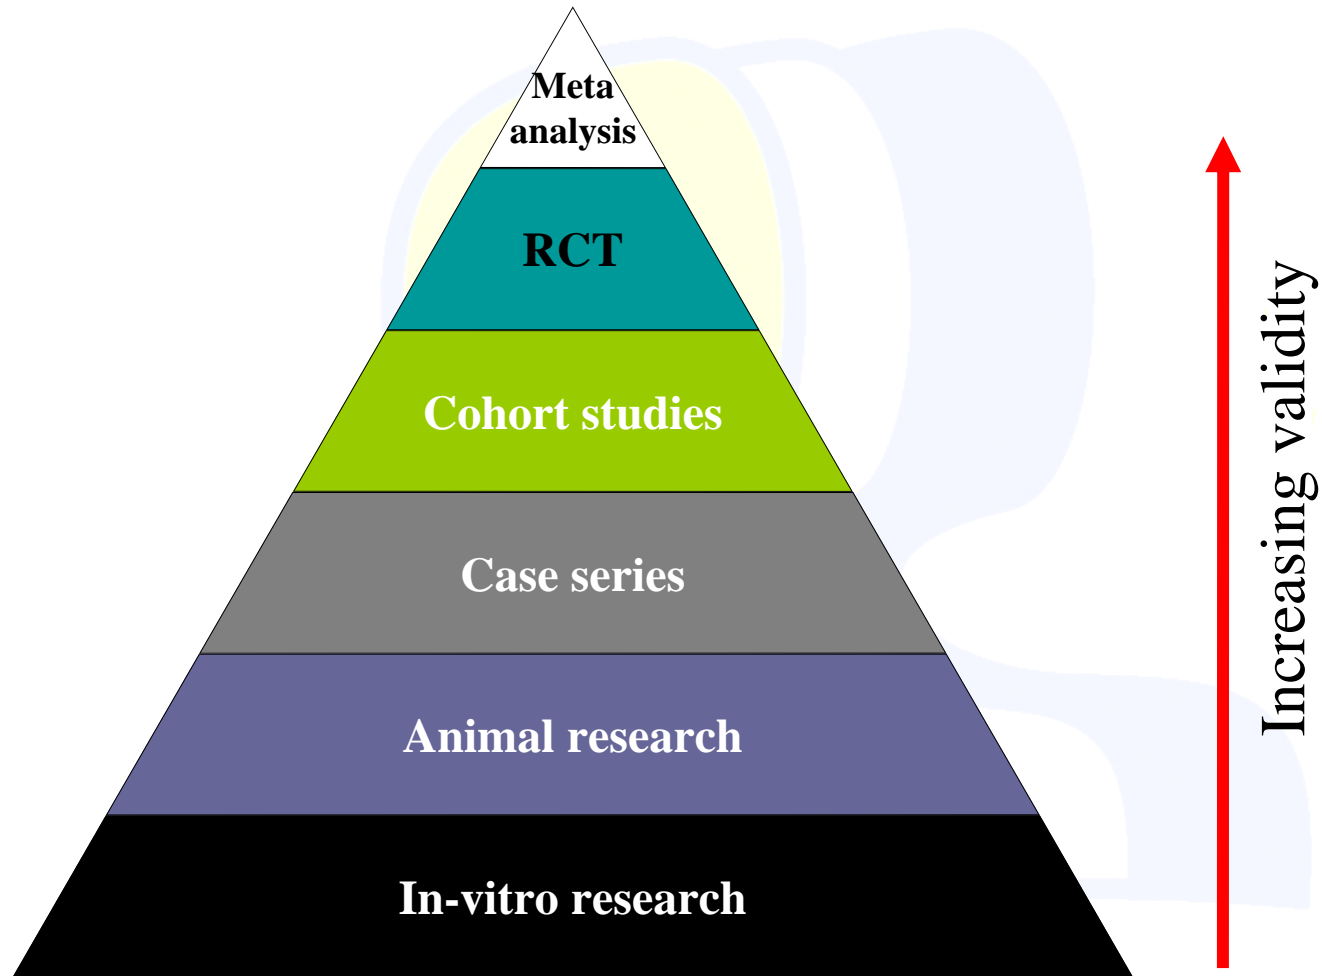 Meta
analysis
RCT
Cohort studies
Case series
Animal research
In-vitro research
Increasing validity